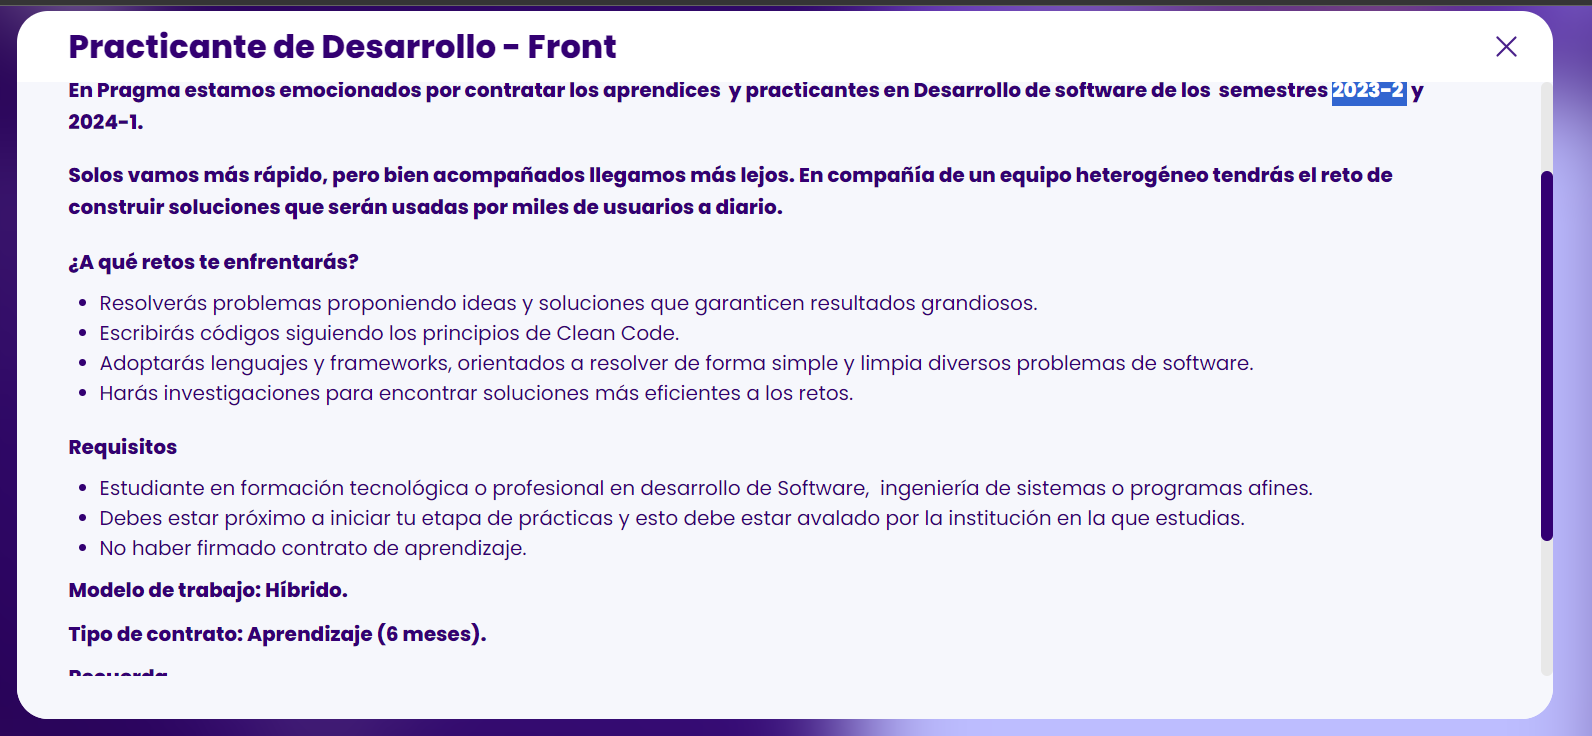 Practicante de Desarrollo - Front
En Pragma estamos emocionados por contratar los aprendices y practicantes en Desarrollo de software de los semestres 2023-2 y
2024-1.
Solos vamos más rápido, pero bien acompañados llegamos más lejos. En compañía de un equipo heterogéneo tendrás el reto de
construir soluciones que serán usadas por miles de usuarios a diario.
¿A qué retos te enfrentarás?
• Resolverás problemas proponiendo ideas y soluciones que garanticen resultados grandiosos.
• Escribirás códigos siguiendo los principios de Clean Code.
• Adoptarás lenguajes y frameworks, orientados a resolver de forma simple y limpia diversos problemas de software.
• Harás investigaciones para encontrar soluciones más eficientes a los retos.
Requisitos
• Estudiante en formación tecnológica o profesional en desarrollo de Software, ingeniería de sistemas o programas afines.
• Debes estar próximo a iniciar tu etapa de prácticas y esto debe estar avalado por la institución en la que estudias.
• No haber firmado contrato de aprendizaje.
Modelo de trabajo: Híbrido.
Tipo de contrato: Aprendizaje (6 meses).
Recuerda